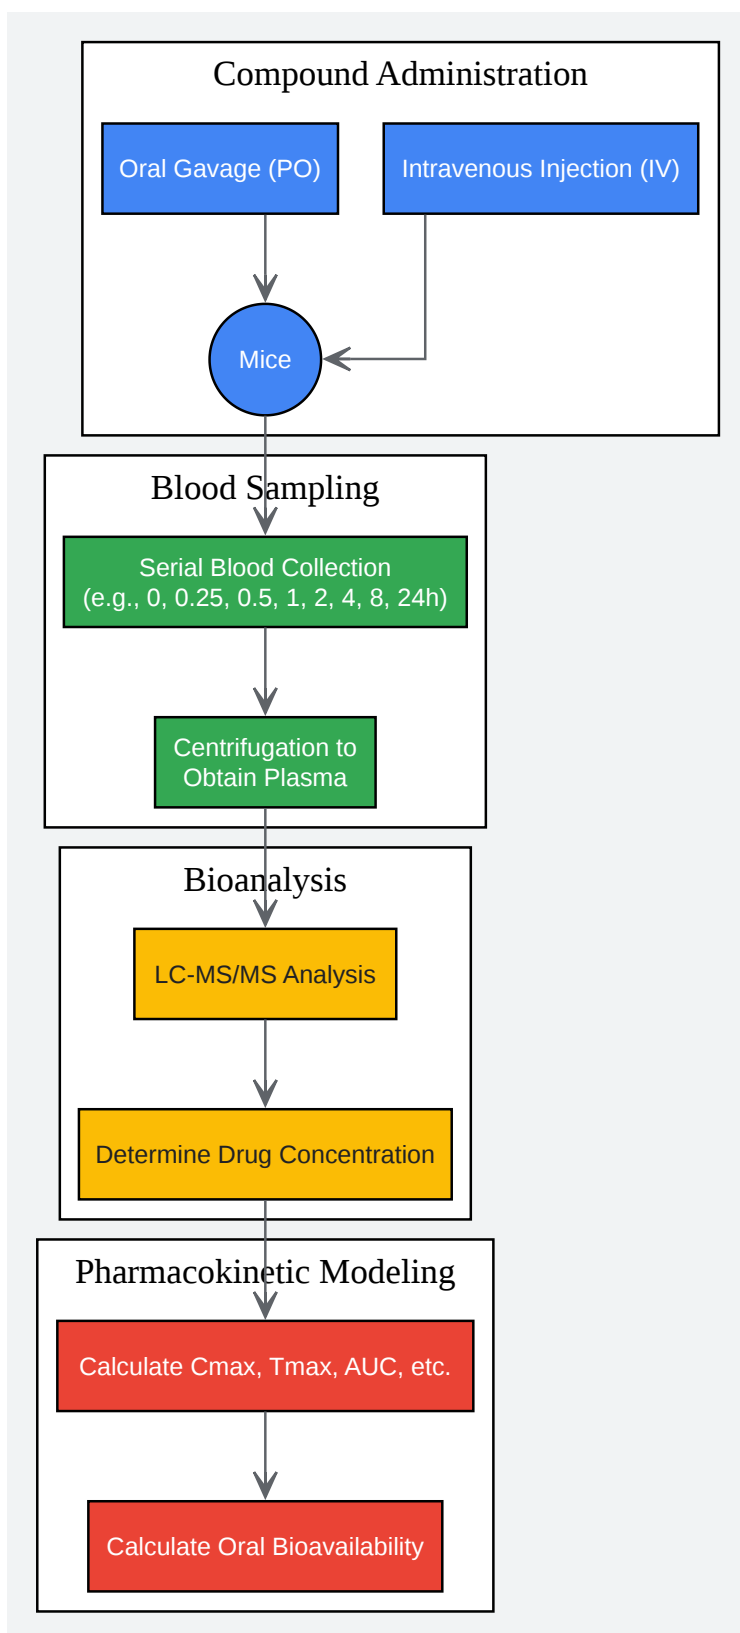 Compound Administration
Oral Gavage (PO)
Intravenous Injection (IV)
Mice
Blood Sampling
Serial Blood Collection
(e.g., 0, 0.25, 0.5, 1, 2, 4, 8, 24h)
Centrifugation to
Obtain Plasma
Bioanalysis
LC-MS/MS Analysis
Determine Drug Concentration
Pharmacokinetic Modeling
Calculate Cmax, Tmax, AUC, etc.
Calculate Oral Bioavailability